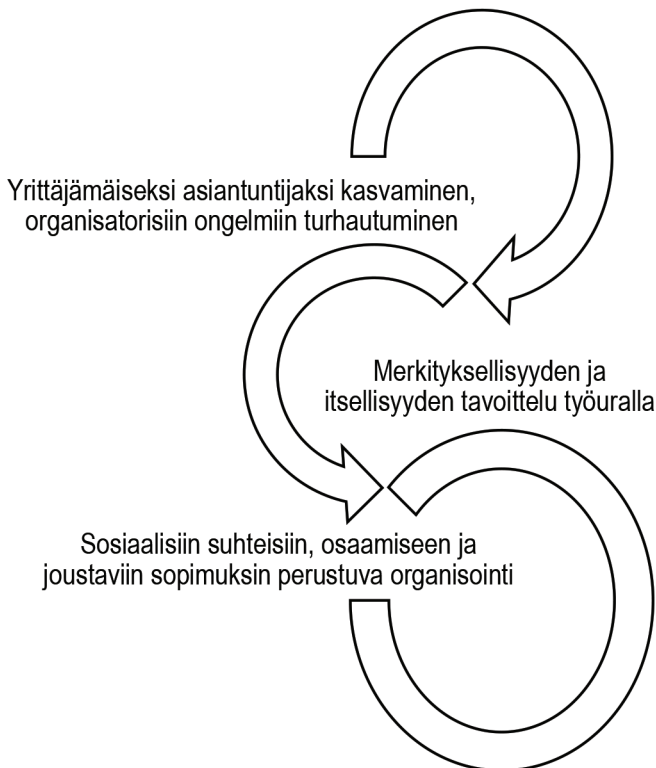 Yrittäjämäiseksi asiantuntijaksi kasvaminen,
organisatorisiin ongelmiin turhautuminen
Merkityksellisyyden ja
itsellisyyden tavoittelu työuralla
Sosiaalisiin suhteisiin, osaamiseen ja
joustaviin sopimuksin perustuva organisointi